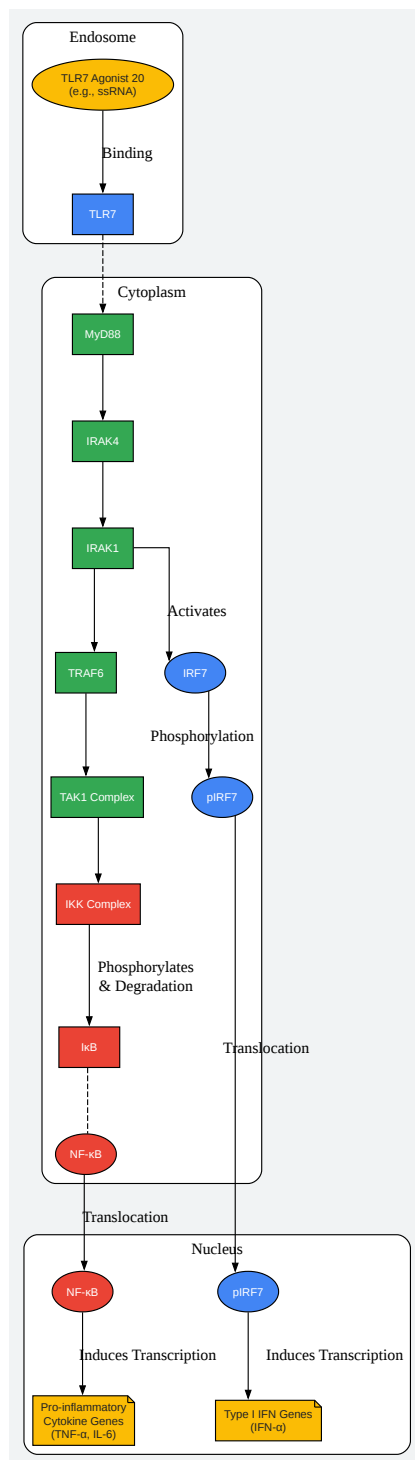 Endosome
TLR7 Agonist 20
(e.g., ssRNA)
Binding
TLR7
Cytoplasm
MyD88
IRAK4
IRAK1
Activates
TRAF6
IRF7
Phosphorylation
TAK1 Complex
pIRF7
IKK Complex
Phosphorylates
& Degradation
IκB
Translocation
NF-κB
Translocation
Nucleus
NF-κB
pIRF7
Induces Transcription
Induces Transcription
Pro-inflammatory
Cytokine Genes
(TNF-α, IL-6)
Type I IFN Genes
(IFN-α)